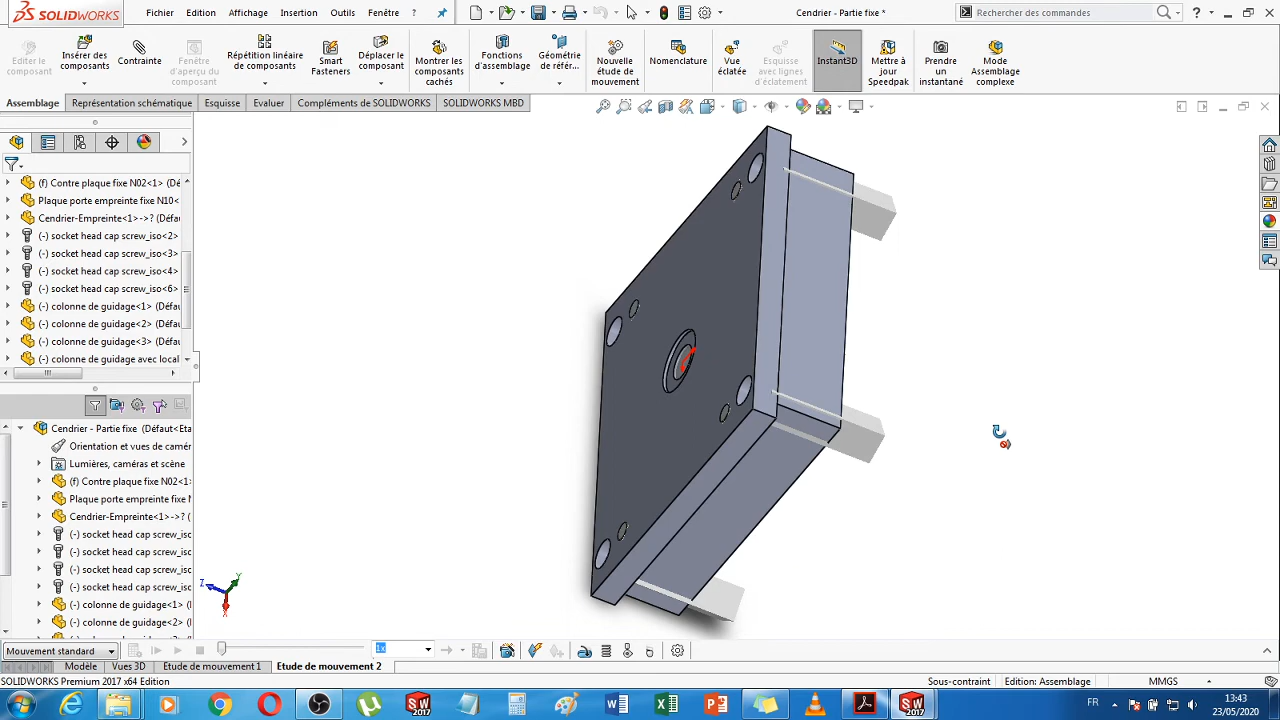 SOLIDWORKS
Fichier Edition Affichage Insertion Outils Fenêtre ?
Cendrier - Partie fixe *
Rechercher des commandes
Editer le composant
Insérer des composants
Contrainte
Fenêtre d'aperçu du composant
Répétition linéaire de composants
Smart Fasteners
Déplacer le composant
Montrer les composants cachés
Fonctions d'assemblage
Géométrie de référ...
Nouvelle étude de mouvement
Nomenclature
Vue éclatée
Esquisse avec lignes d'éclatement
Instant3D
Mettre à jour Speedpak
Prendre un instantané
Mode Assemblage complexe
Assemblage Représentation schématique Esquisse Evaluer Compléments de SOLIDWORKS SOLIDWORKS MBD
(f) Contre plaque fixe N02<1> (Dé
Plaque porte empreinte fixe N10<
Cendrier-Empreinte<1>->? (Défau
(-) socket head cap screw_iso<2>
(-) socket head cap screw_iso<3>
(-) socket head cap screw_iso<4>
(-) socket head cap screw_iso<6>
(-) colonne de guidage<1> (Défau
(-) colonne de guidage<2> (Défau
(-) colonne de guidage<3> (Défau
(-) colonne de guidage avec local
Cendrier - Partie fixe (Défaut<Etat
Orientation et vues de camér
Lumières, caméras et scène
(f) Contre plaque fixe N02<1
Plaque porte empreinte fixe N
Cendrier-Empreinte<1>->? (D
(-) socket head cap screw_isc
(-) socket head cap screw_isc
(-) socket head cap screw_isc
(-) socket head cap screw_isc
(-) colonne de guidage<1> (I
(-) colonne de guidage<2> (I
Z Y X
Mouvement standard
1x
Modèle Vues 3D Etude de mouvement 1 Etude de mouvement 2
SOLIDWORKS Premium 2017 x64 Edition
Sous-contraint Edition: Assemblage MMGS
FR
13:43
23/05/2020